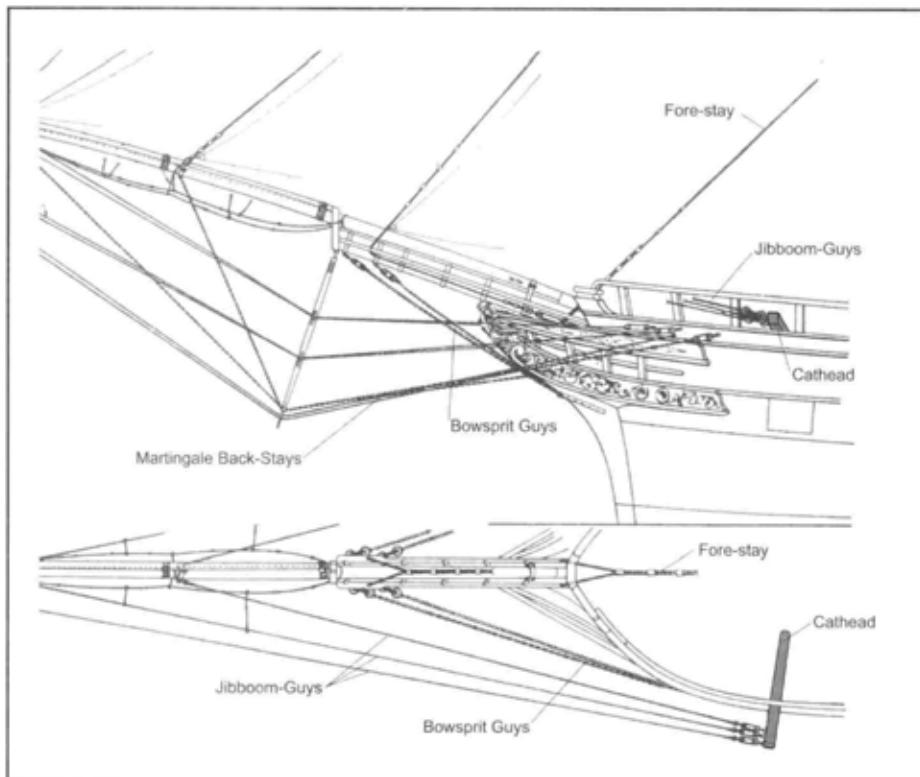 Fore-stay
Jibboom-Guys
Cathead
Bowsprit Guys
Martingale Back-Stays
Fore-stay
Cathead
Jibboom-Guys
Bowsprit Guys